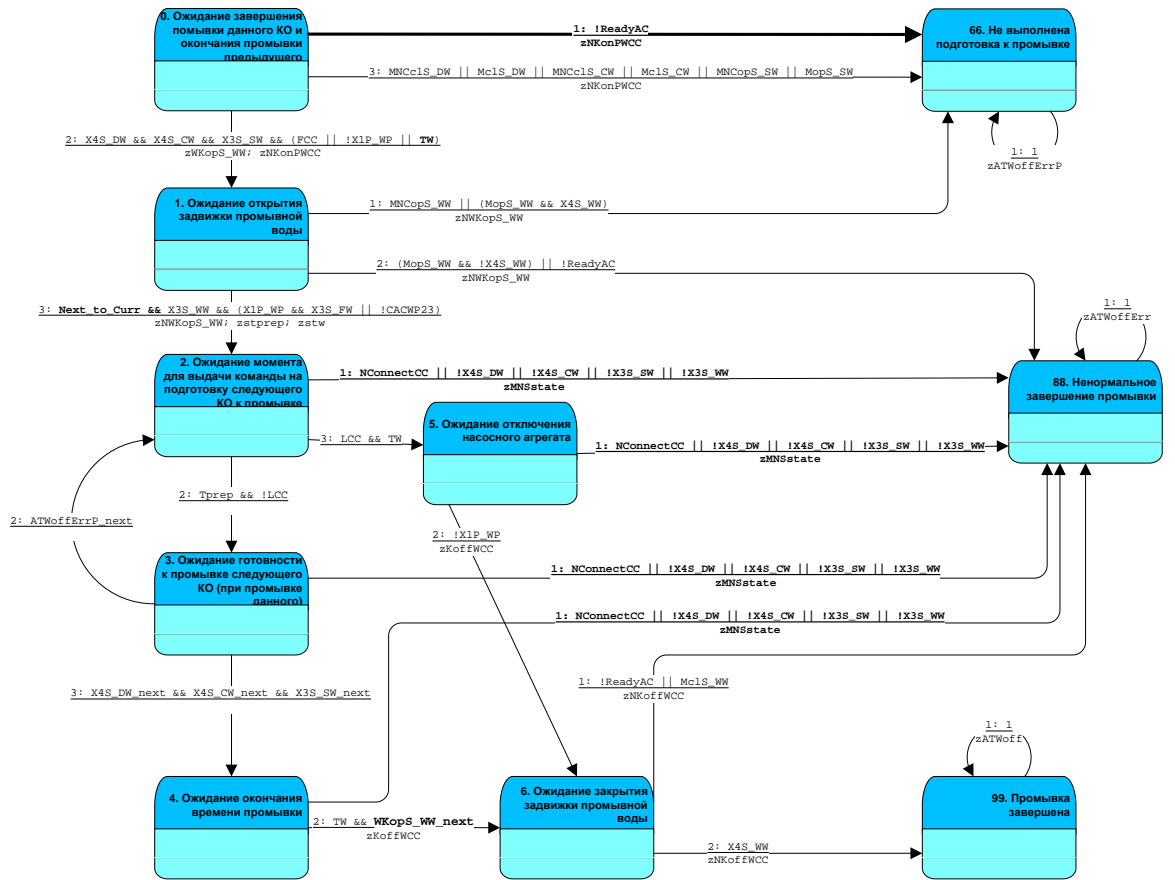 0. Ожидание завершения
помывки данного КО и
окончания промывки
предыдущего
1: !ReadyAC
zNKonPWCC
66. Не выполнена
подготовка к промывке
3: MNCclS_DW || MclS_DW || MNCclS_CW || MclS_CW || MNCopS_SW || MopS_SW
zNKonPWCC
2: X4S_DW && X4S_CW && X3S_SW && (FCC || !X1P_WP || TW)
zWKopS_WW; zNKonPWCC
1: 1
zATWoffErrP
1. Ожидание открытия
задвижки промывной
воды
1: MNCopS_WW || (MopS_WW && X4S_WW)
zNWKopS_WW
2: (MopS_WW && !X4S_WW) || !ReadyAC
zNWKopS_WW
3: Next_to_Curr && X3S_WW && (X1P_WP && X3S_FW || !CACWP23)
zNWKopS_WW; zstprep; zstw
1: 1
zATWoffErr
2. Ожидание момента
для выдачи команды на
подготовку следующего
КО к промывке
1: NConnectCC || !X4S_DW || !X4S_CW || !X3S_SW || !X3S_WW
zMNSstate
88. Ненормальное
завершение промывки
3: LCC && TW
5. Ожидание отключения
насосного агрегата
1: NConnectCC || !X4S_DW || !X4S_CW || !X3S_SW || !X3S_WW
zMNSstate
2: Tprep && !LCC
2: ATWoffErrP_next
2: !X1P_WP
zKoffWCC
3. Ожидание готовности
к промывке следующего
КО (при промывке
данного)
1: NConnectCC || !X4S_DW || !X4S_CW || !X3S_SW || !X3S_WW
zMNSstate
1: NConnectCC || !X4S_DW || !X4S_CW || !X3S_SW || !X3S_WW
zMNSstate
3: X4S_DW_next && X4S_CW_next && X3S_SW_next
1: !ReadyAC || MclS_WW
zNKoffWCC
1: 1
zATWoff
4. Ожидание окончания
времени промывки
2: TW && WKopS_WW_next
zKoffWCC
6. Ожидание закрытия
задвижки промывной
воды
2: X4S_WW
zNKoffWCC
99. Промывка
завершена